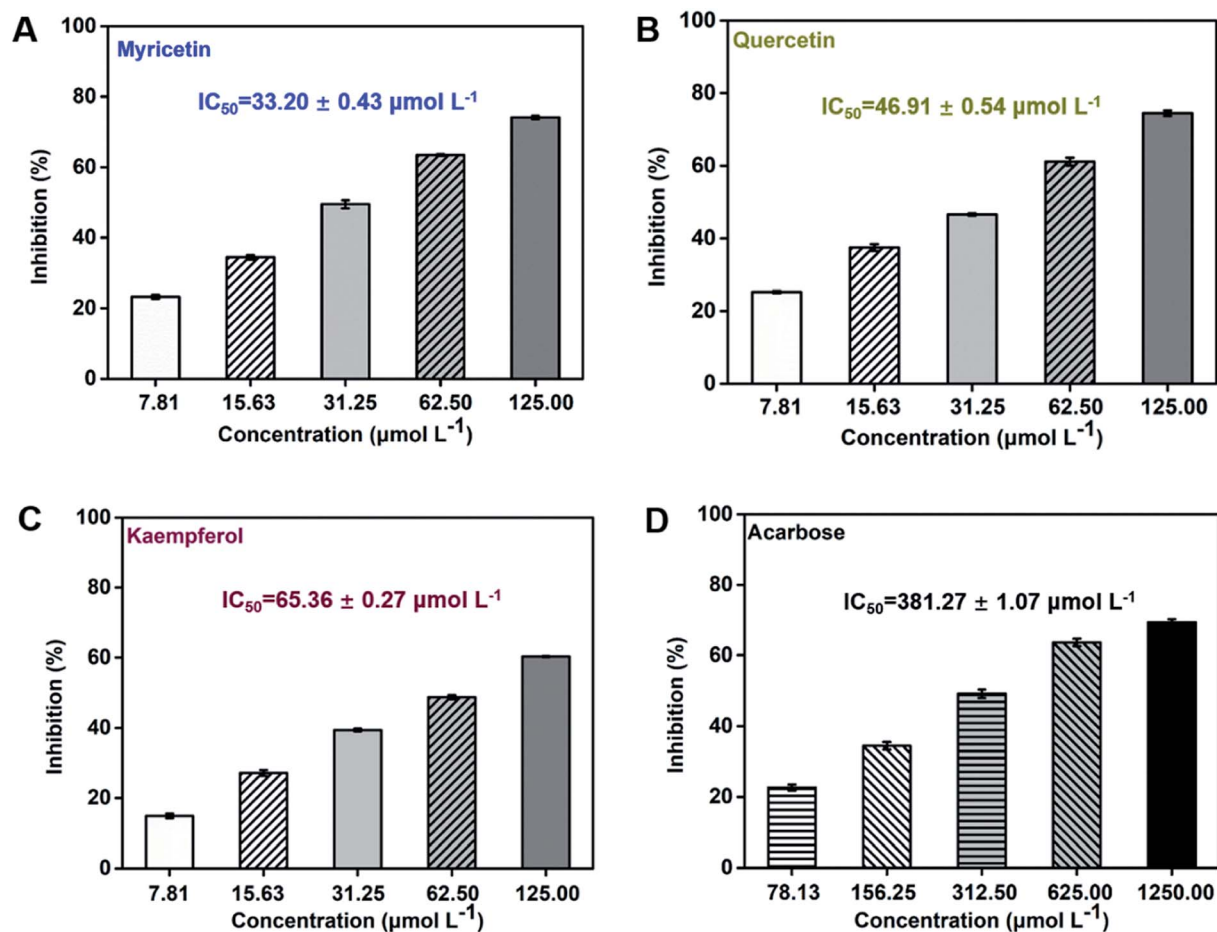 A
Myricetin
IC₅₀=33.20 ± 0.43 µmol L⁻¹
Inhibition (%)
100
80
60
40
20
0
7.81 15.63 31.25 62.50 125.00
Concentration (µmol L⁻¹)
B
Quercetin
IC₅₀=46.91 ± 0.54 µmol L⁻¹
Inhibition (%)
100
80
60
40
20
0
7.81 15.63 31.25 62.50 125.00
Concentration (µmol L⁻¹)
C
Kaempferol
IC₅₀=65.36 ± 0.27 µmol L⁻¹
Inhibition (%)
100
80
60
40
20
0
7.81 15.63 31.25 62.50 125.00
Concentration (µmol L⁻¹)
D
Acarbose
IC₅₀=381.27 ± 1.07 µmol L⁻¹
Inhibition (%)
100
80
60
40
20
0
78.13 156.25 312.50 625.00 1250.00
Concentration (µmol L⁻¹)